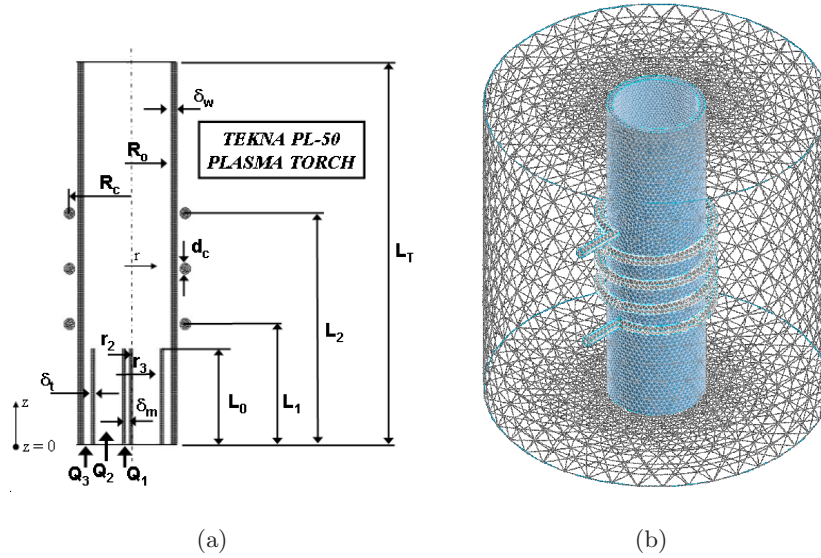 δw
TEKNA PL-50
PLASMA TORCH
Ro
Rc
LT
r
dc
L2
r2
r3
L1
δt
L0
δm
z
z=0
Q3
Q2
Q1
(a)
(b)